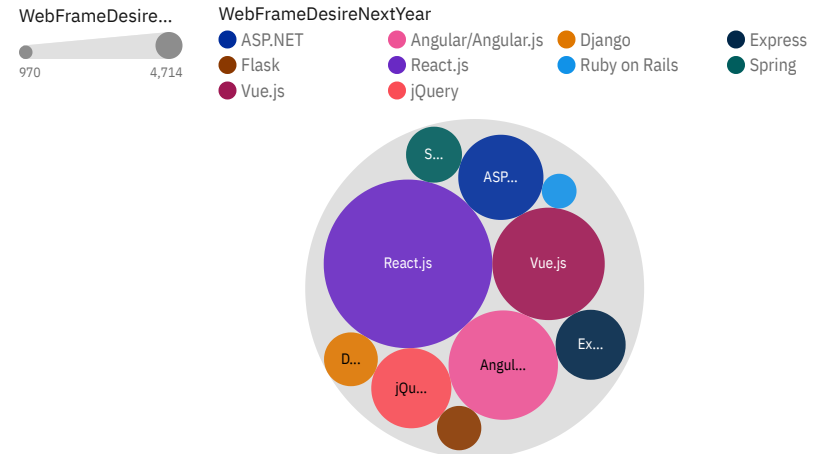 WebFrameDesire...
970 4,714
WebFrameDesireNextYear
ASP.NET Angular/Angular.js Django Express
Flask React.js Ruby on Rails Spring
Vue.js jQuery
S...
ASP...
React.js
Vue.js
Ex...
D...
Angul...
jQu...